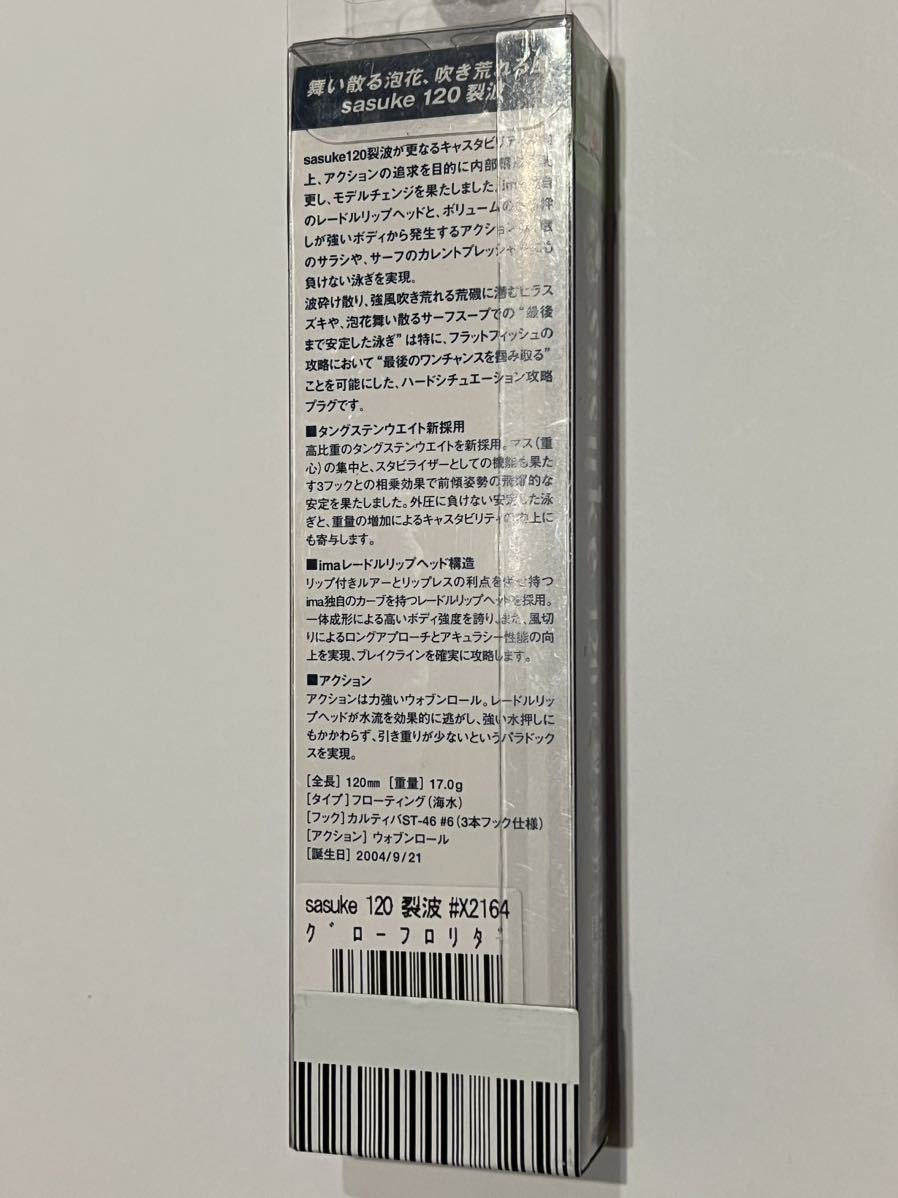 舞い散る泡花、吹き荒れる
sasuke 120 裂波
sasuke120裂波が更なるキャスタビリ
上、アクションの追求を目的に内部
更し、モデルチェンジを果たしました。ima
のレードルリップヘッドと、ボリュームの
しが強いボディから発生するアクション
のサラシや、サーフのカレントプレッシャーにも
負けない泳ぎを実現。
波砕け散り、強風吹き荒れる荒磯に潜むヒラス
ズキや、泡花舞い散るサーフスープでの“最後
まで安定した泳ぎ”は特に、フラットフィッシュの
攻略において“最後のワンチャンスを掴み取る”
ことを可能にした、ハードシチュエーション攻略
プラグです。
■タングステンウエイト新採用
高比重のタングステンウエイトを新採用。マス（重
心）の集中と、スタビライザーとしての機能も果た
す3フックとの相乗効果で前傾姿勢の飛躍的な
安定を果たしました。外圧に負けない安定した泳
ぎと、重量の増加によるキャスタビリティの向上に
も寄与します。
■imaレードルリップヘッド構造
リップ付きルアーとリップレスの利点を併せ持つ
ima独自のカーブを持つレードルリップヘッドを採用。
一体成形による高いボディ強度を誇り、また、風切
りによるロングアプローチとアキュラシー性能の向
上を実現、ブレイクラインを確実に攻略します。
■アクション
アクションは力強いウォブンロール。レードルリッ
プヘッドが水流を効果的に逃がし、強い水押しに
もかかわらず、引き重りが少ないというパラドック
スを実現。
［全長］120mm ［重量］17.0g
［タイプ］フローティング（海水）
［フック］カルティバST-46 #6（3本フック仕様）
［アクション］ウォブンロール
［誕生日］2004/9/21
sasuke 120 裂波 #X2164
グローフロリダ